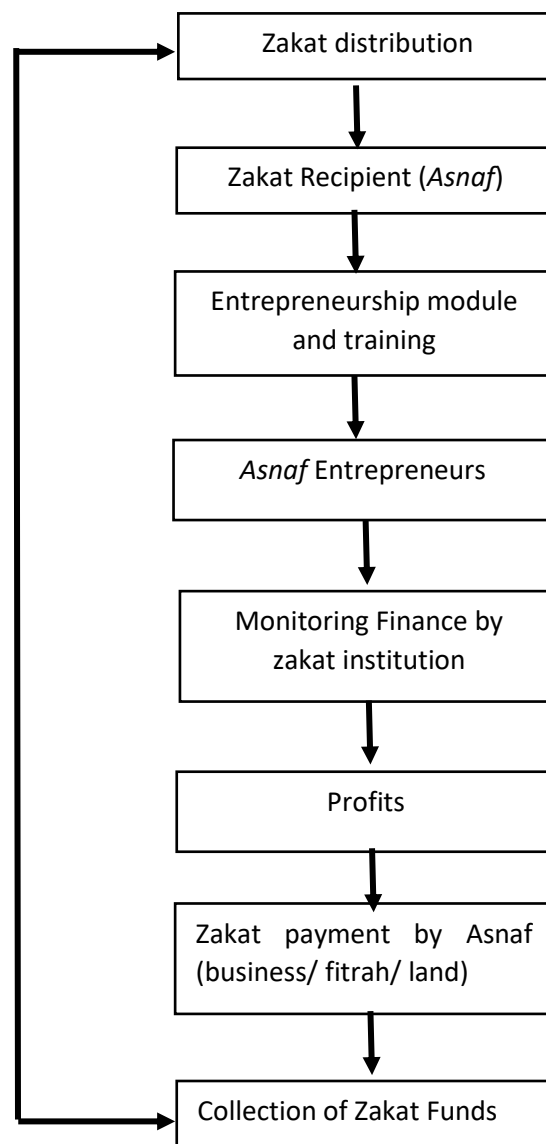 Zakat distribution
Zakat Recipient (Asnaf)
Entrepreneurship module
and training
Asnaf Entrepreneurs
Monitoring Finance by
zakat institution
Profits
Zakat payment by Asnaf
(business/ fitrah/ land)
Collection of Zakat Funds